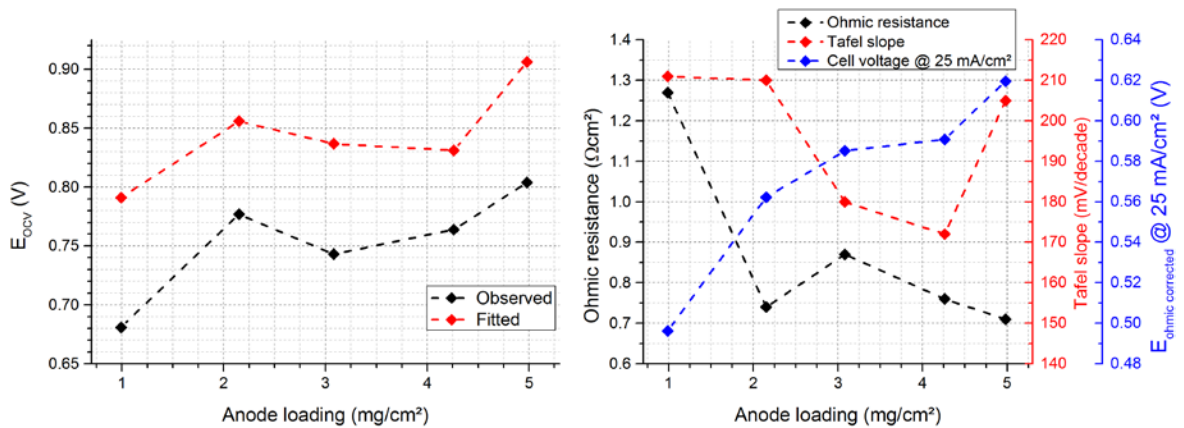 0.90
0.85
0.80
0.75
0.70
0.65
E_OCV (V)
Observed
Fitted
1 2 3 4 5
Anode loading (mg/cm²)
Ohmic resistance
Tafel slope
Cell voltage @ 25 mA/cm²
1.4
1.3
1.2
1.1
1.0
0.9
0.8
0.7
0.6
Ohmic resistance (Ωcm²)
1 2 3 4 5
Anode loading (mg/cm²)
220
210
200
190
180
170
160
150
140
Tafel slope (mV/decade)
0.64
0.62
0.60
0.58
0.56
0.54
0.52
0.50
0.48
E_ohmic corrected @ 25 mA/cm² (V)